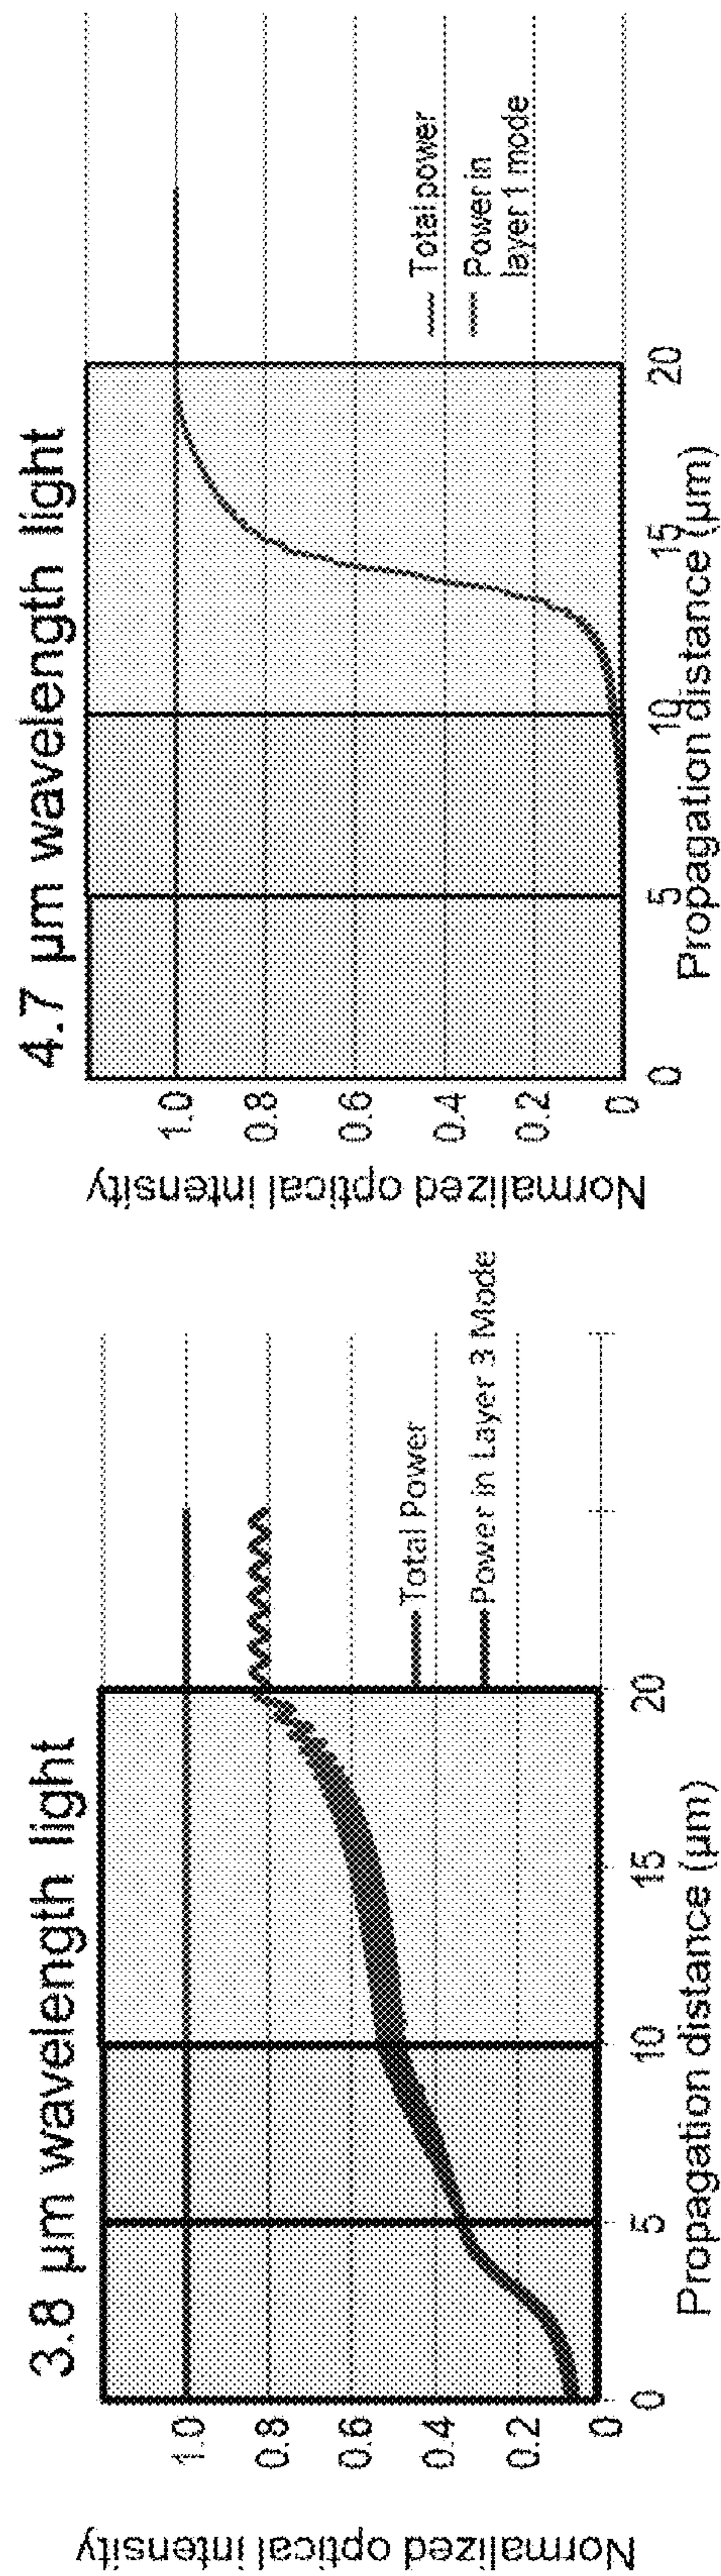 3.8 µm wavelength light
Normalized optical intensity
1.0
0.8
0.6
0.4
0.2
0
0 5 10 15 20
Propagation distance (µm)
Total Power
Power in Layer 3 Mode
4.7 µm wavelength light
Normalized optical intensity
1.0
0.8
0.6
0.4
0.2
0
0 5 10 15 20
Propagation distance (µm)
Total power
Power in
layer 1 mode